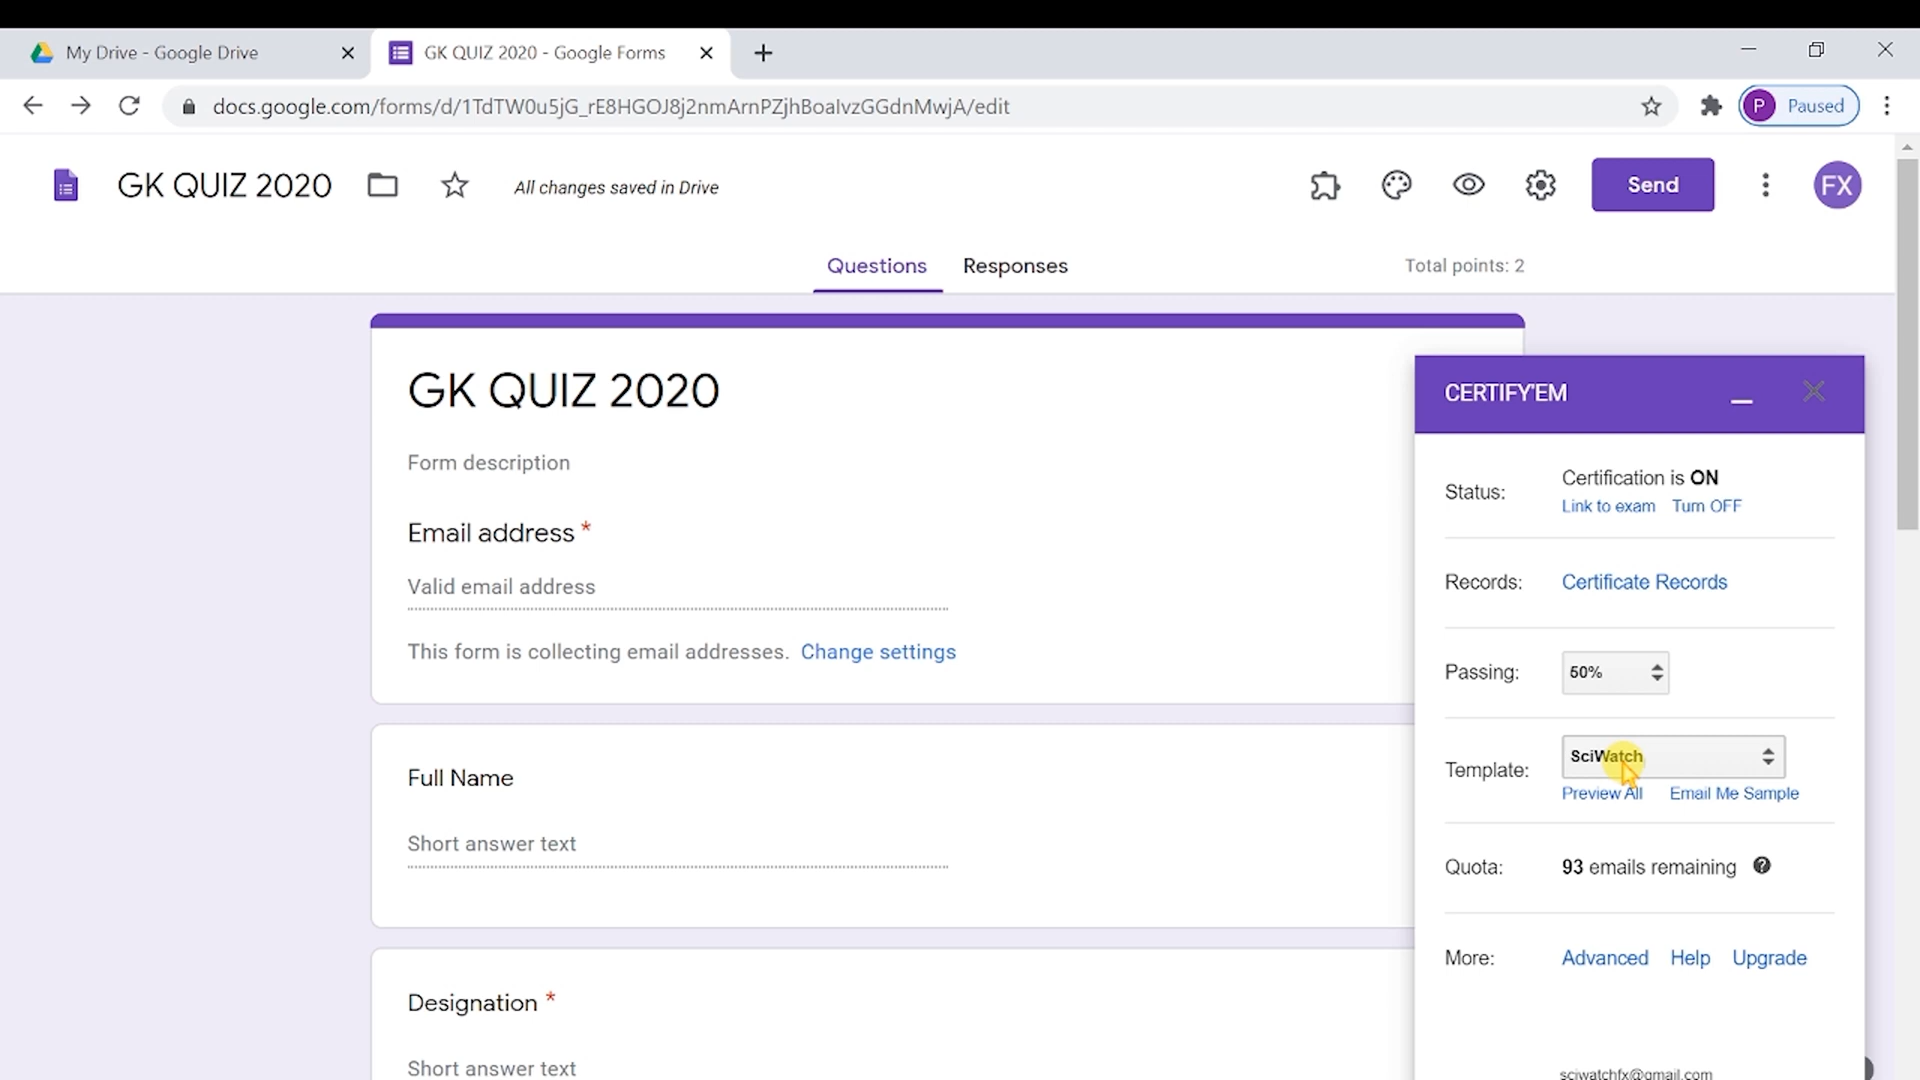 My Drive - Google Drive
GK QUIZ 2020 - Google Forms
docs.google.com/forms/d/1TdTW0u5jG_rE8HGOJ8j2nmArnPZjhBoaIvzGGdnMwjA/edit
P Paused
GK QUIZ 2020
All changes saved in Drive
Send
FX
Questions
Responses
Total points: 2
GK QUIZ 2020
Form description
Email address *
Valid email address
This form is collecting email addresses. Change settings
Full Name
Short answer text
Designation *
Short answer text
CERTIFY'EM
Status:
Certification is ON
Link to exam Turn OFF
Records: Certificate Records
Passing: 50%
Template: SciWatch
Preview All Email Me Sample
Quota: 93 emails remaining
More: Advanced Help Upgrade
sciwatchfx@gmail.com